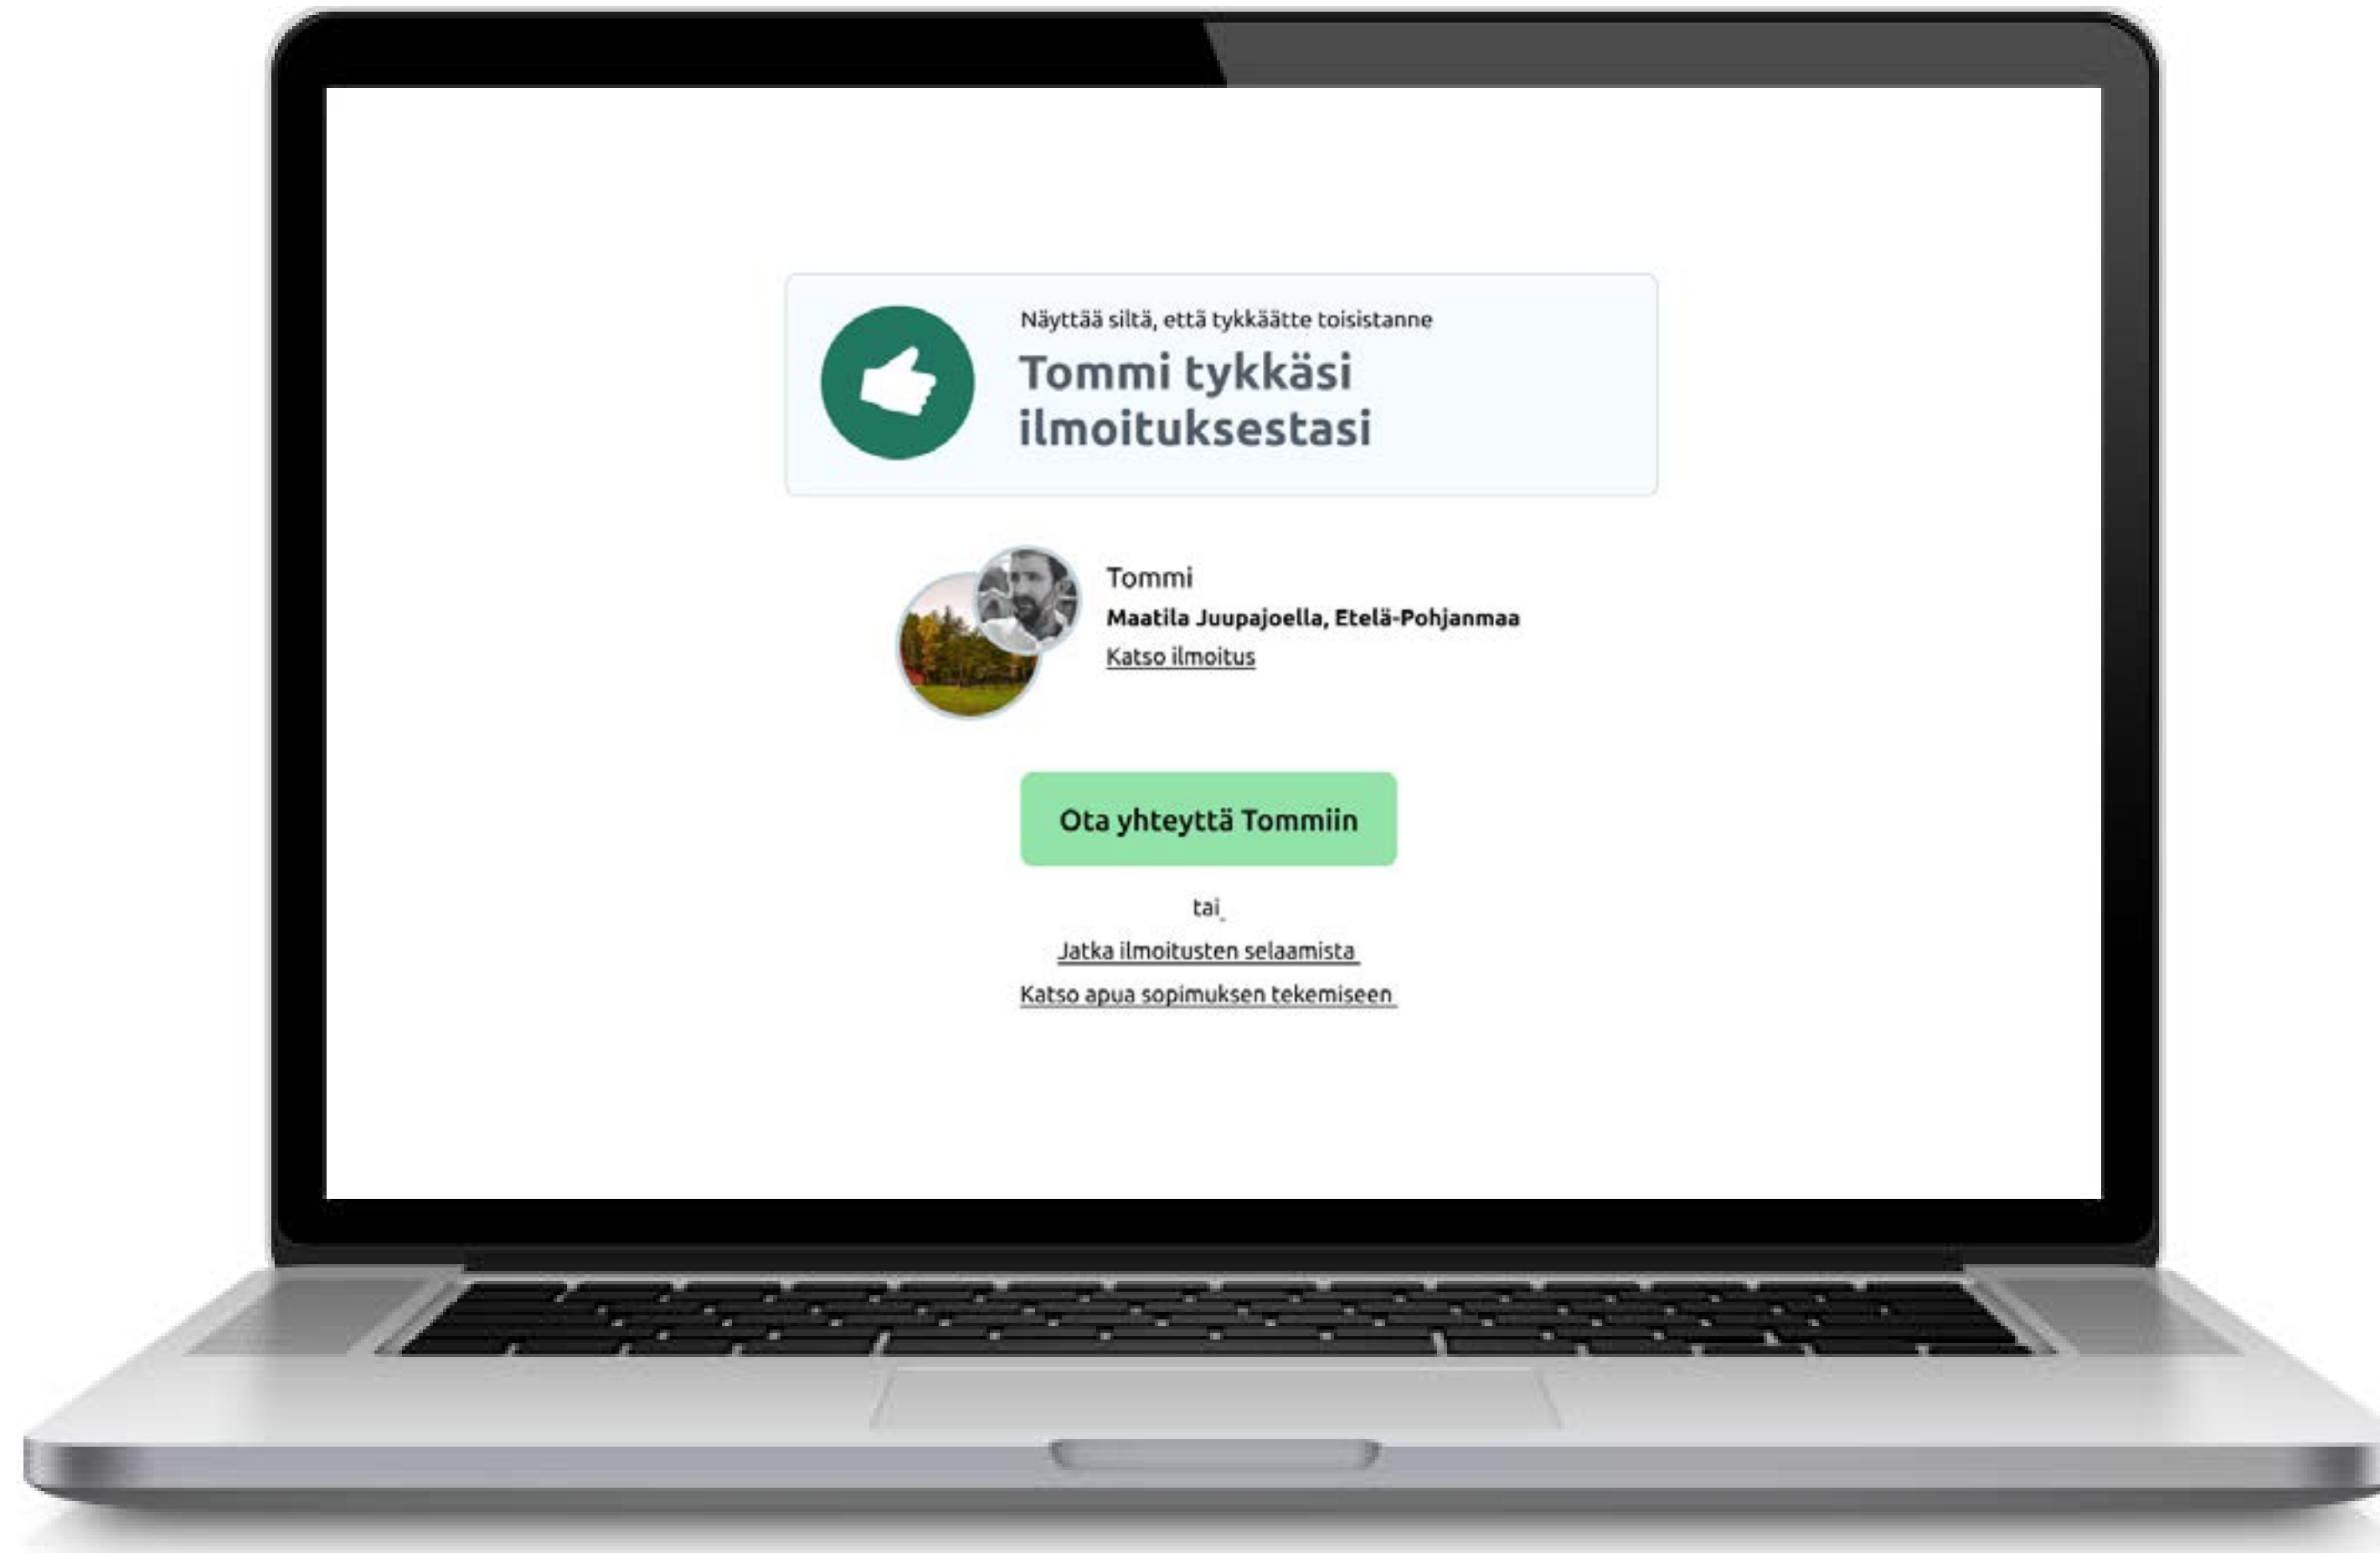 Näyttää siltä, että tykkäätte toisistanne
Tommi tykkäsi
ilmoituksestasi
Tommi
Maatila Juupajoella, Etelä-Pohjanmaa
Katso ilmoitus
Ota yhteyttä Tommiin
tai
Jatka ilmoitusten selaamista
Katso apua sopimuksen tekemiseen